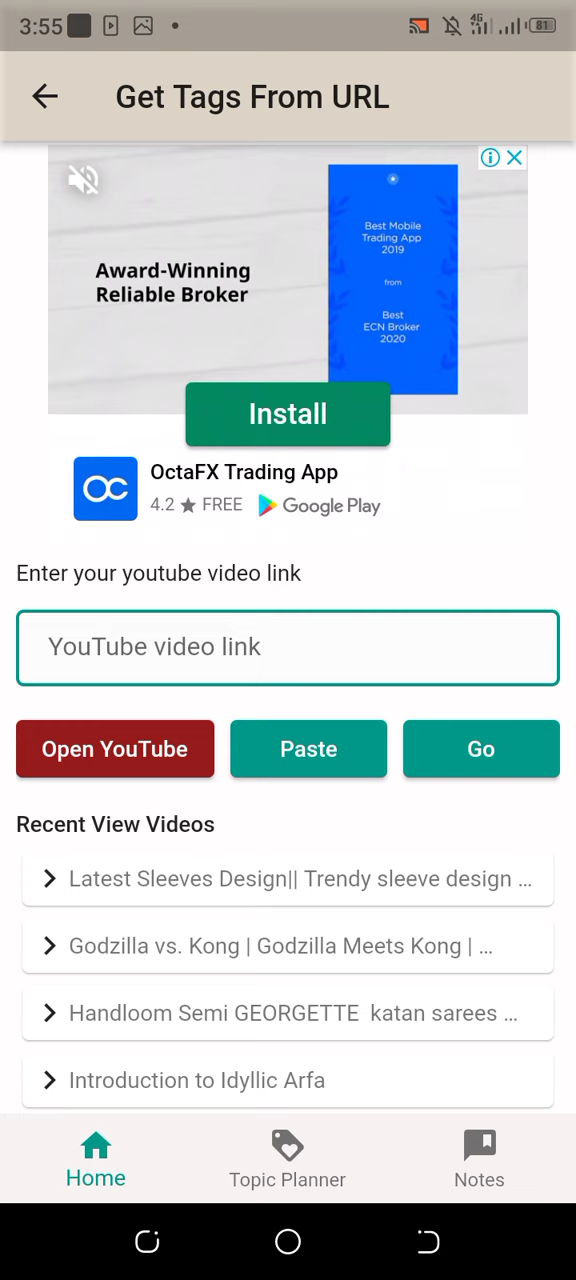 3:55
4G
81
Get Tags From URL
Award-Winning
Reliable Broker
Best Mobile
Trading App
2019
from
Best
ECN Broker
2020
Install
OctaFX Trading App
4.2 ★ FREE Google Play
Enter your youtube video link
YouTube video link
Open YouTube Paste Go
Recent View Videos
Latest Sleeves Design|| Trendy sleeve design ...
Godzilla vs. Kong | Godzilla Meets Kong | ...
Handloom Semi GEORGETTE katan sarees ...
Introduction to Idyllic Arfa
Home Topic Planner Notes